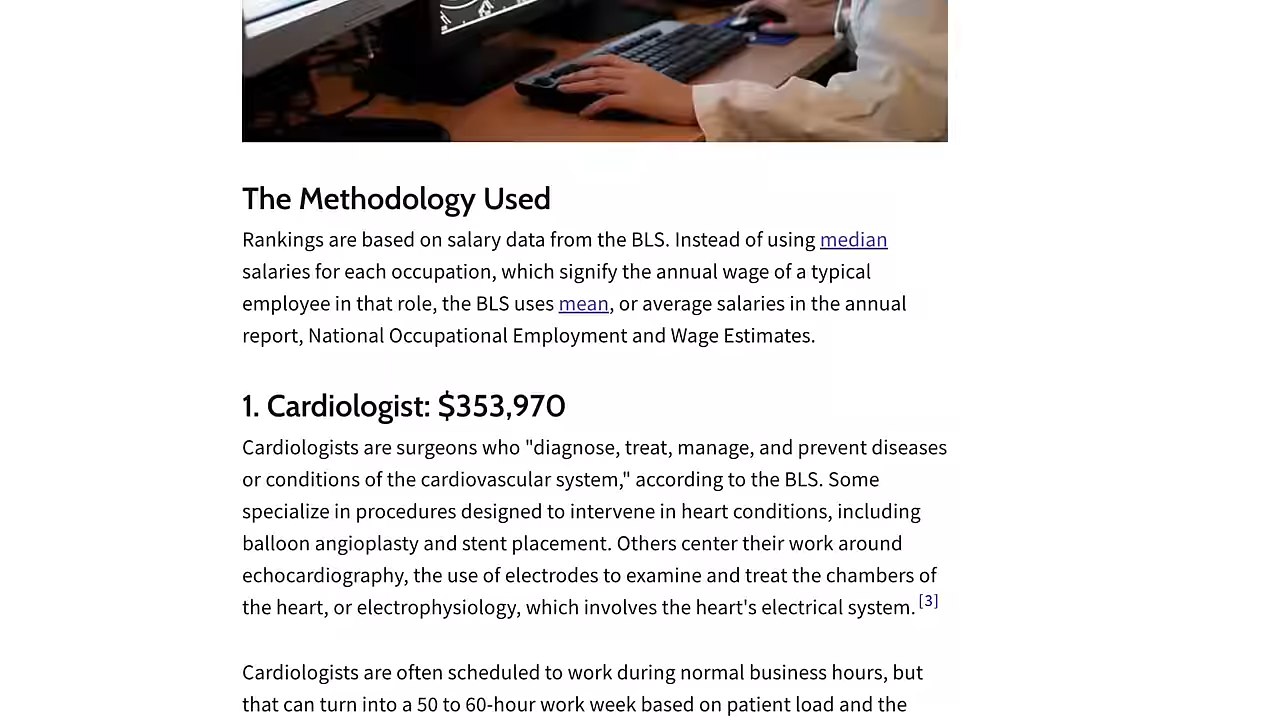 The Methodology Used
Rankings are based on salary data from the BLS. Instead of using median
salaries for each occupation, which signify the annual wage of a typical
employee in that role, the BLS uses mean, or average salaries in the annual
report, National Occupational Employment and Wage Estimates.
1. Cardiologist: $353,970
Cardiologists are surgeons who "diagnose, treat, manage, and prevent diseases
or conditions of the cardiovascular system," according to the BLS. Some
specialize in procedures designed to intervene in heart conditions, including
balloon angioplasty and stent placement. Others center their work around
echocardiography, the use of electrodes to examine and treat the chambers of
the heart, or electrophysiology, which involves the heart's electrical system. [3]
Cardiologists are often scheduled to work during normal business hours, but
that can turn into a 50 to 60-hour work week based on patient load and the